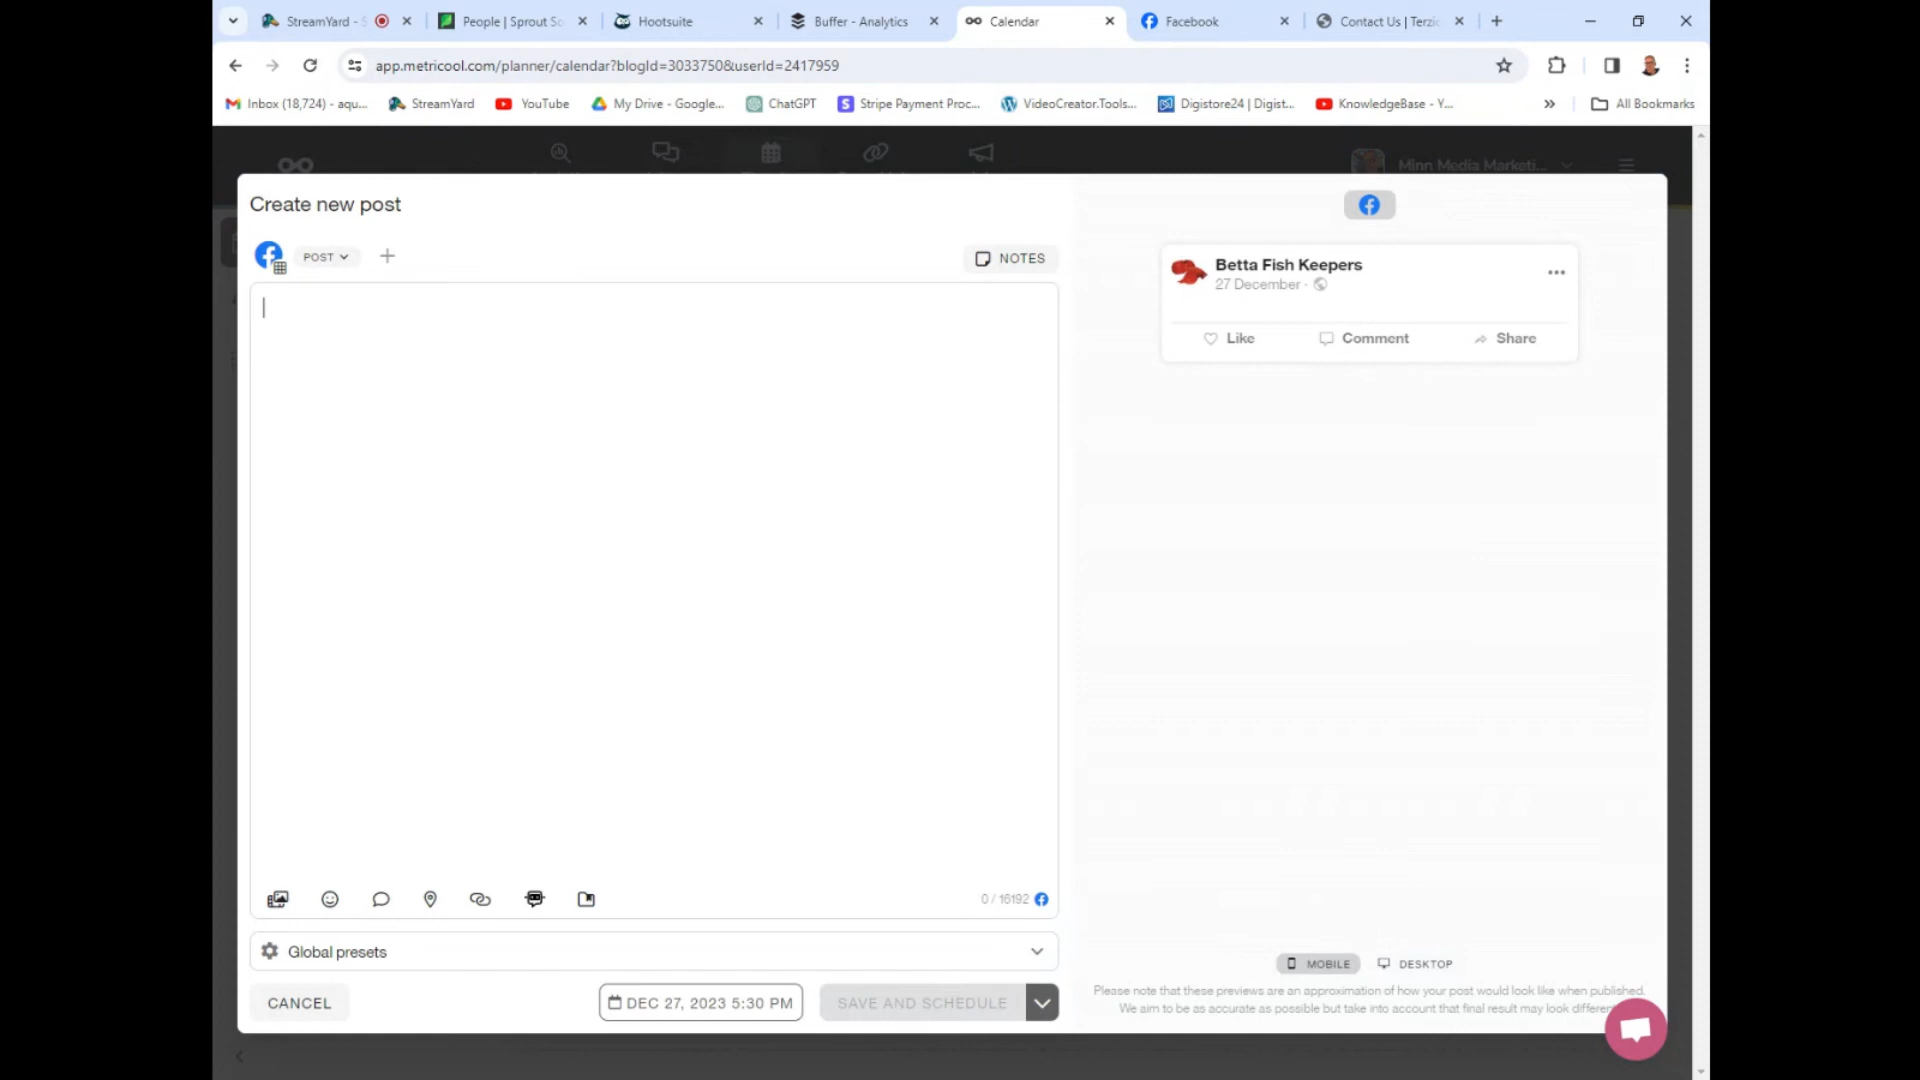 StreamYard - S
People | Sprout So
Hootsuite
Buffer - Analytics
Calendar
Facebook
Contact Us | Terzic
app.metricool.com/planner/calendar?blogId=3033750&userId=2417959
Inbox (18,724) - aqu...
StreamYard
YouTube
My Drive - Google...
ChatGPT
Stripe Payment Proc...
VideoCreator.Tools...
Digistore24 | Digist...
KnowledgeBase - Y...
All Bookmarks
Minn Media Marketi...
Create new post
POST
NOTES
Betta Fish Keepers
27 December ·
Like
Comment
Share
0 / 16192
Global presets
MOBILE
DESKTOP
Please note that these previews are an approximation of how your post would look like when published.
We aim to be as accurate as possible but take into account that final result may look different
CANCEL
DEC 27, 2023 5:30 PM
SAVE AND SCHEDULE